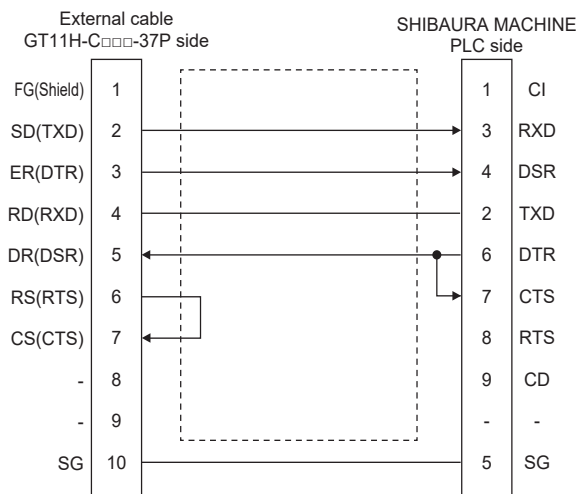 External cable
GT11H-C□□□-37P side
SHIBAURA MACHINE
PLC side
FG(Shield) 1 1 CI
SD(TXD) 2 3 RXD
ER(DTR) 3 4 DSR
RD(RXD) 4 2 TXD
DR(DSR) 5 6 DTR
RS(RTS) 6 7 CTS
CS(CTS) 7 8 RTS
- 8 9 CD
- 9 - -
SG 10 5 SG